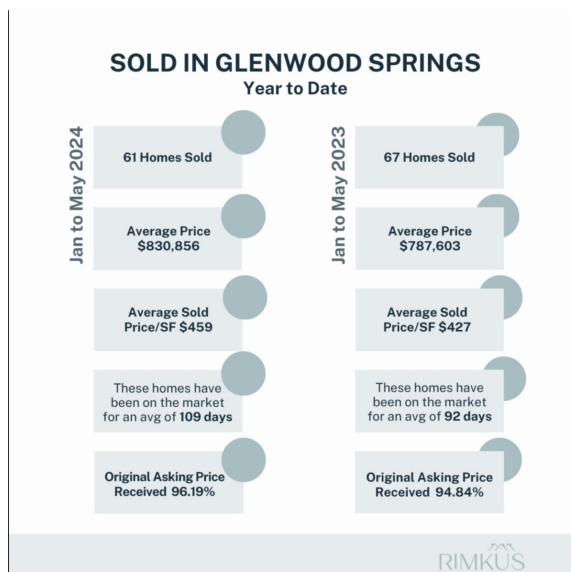 SOLD IN GLENWOOD SPRINGS
Year to Date
Jan to May 2024
61 Homes Sold
Average Price
$830,856
Average Sold
Price/SF $459
These homes have
been on the market
for an avg of 109 days
Original Asking Price
Received 96.19%
Jan to May 2023
67 Homes Sold
Average Price
$787,603
Average Sold
Price/SF $427
These homes have
been on the market
for an avg of 92 days
Original Asking Price
Received 94.84%
RIMKUS